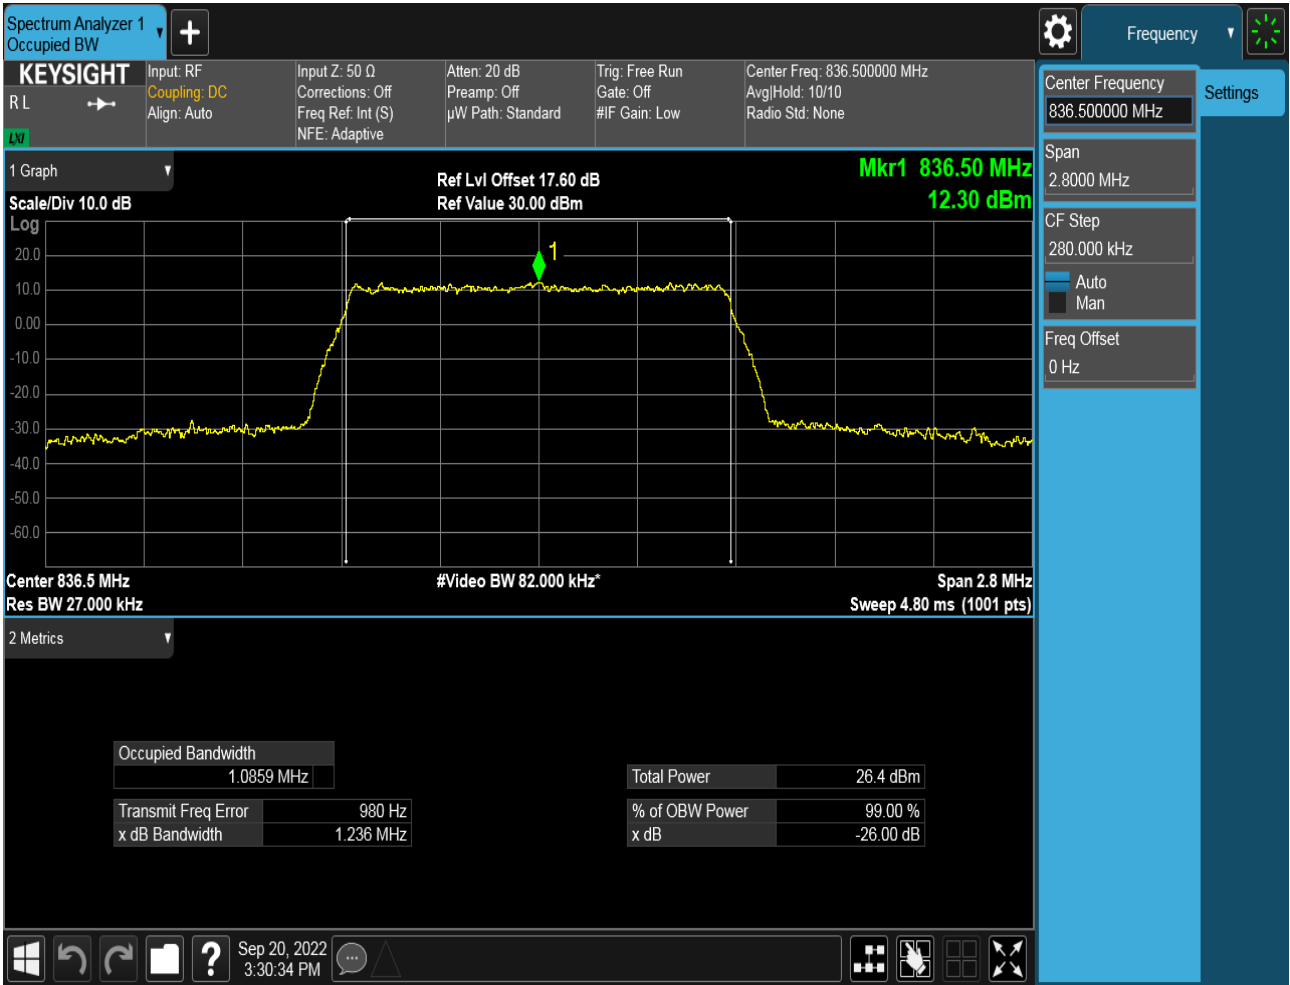 Spectrum Analyzer 1
Occupied BW
Frequency
KEYSIGHT
R L
LXI
Input: RF
Coupling: DC
Align: Auto
Input Z: 50 Ω
Corrections: Off
Freq Ref: Int (S)
NFE: Adaptive
Atten: 20 dB
Preamp: Off
µW Path: Standard
Trig: Free Run
Gate: Off
#IF Gain: Low
Center Freq: 836.500000 MHz
Avg|Hold: 10/10
Radio Std: None
Center Frequency
836.500000 MHz
Settings
Span
2.8000 MHz
CF Step
280.000 kHz
Auto
Man
Freq Offset
0 Hz
1 Graph
Scale/Div 10.0 dB
Log
Ref Lvl Offset 17.60 dB
Ref Value 30.00 dBm
Mkr1 836.50 MHz
12.30 dBm
1
20.0
10.0
0.00
-10.0
-20.0
-30.0
-40.0
-50.0
-60.0
Center 836.5 MHz
#Video BW 82.000 kHz*
Span 2.8 MHz
Res BW 27.000 kHz
Sweep 4.80 ms (1001 pts)
2 Metrics
Occupied Bandwidth
1.0859 MHz
Transmit Freq Error 980 Hz
x dB Bandwidth 1.236 MHz
Total Power 26.4 dBm
% of OBW Power 99.00 %
x dB -26.00 dB
?
Sep 20, 2022
3:30:34 PM